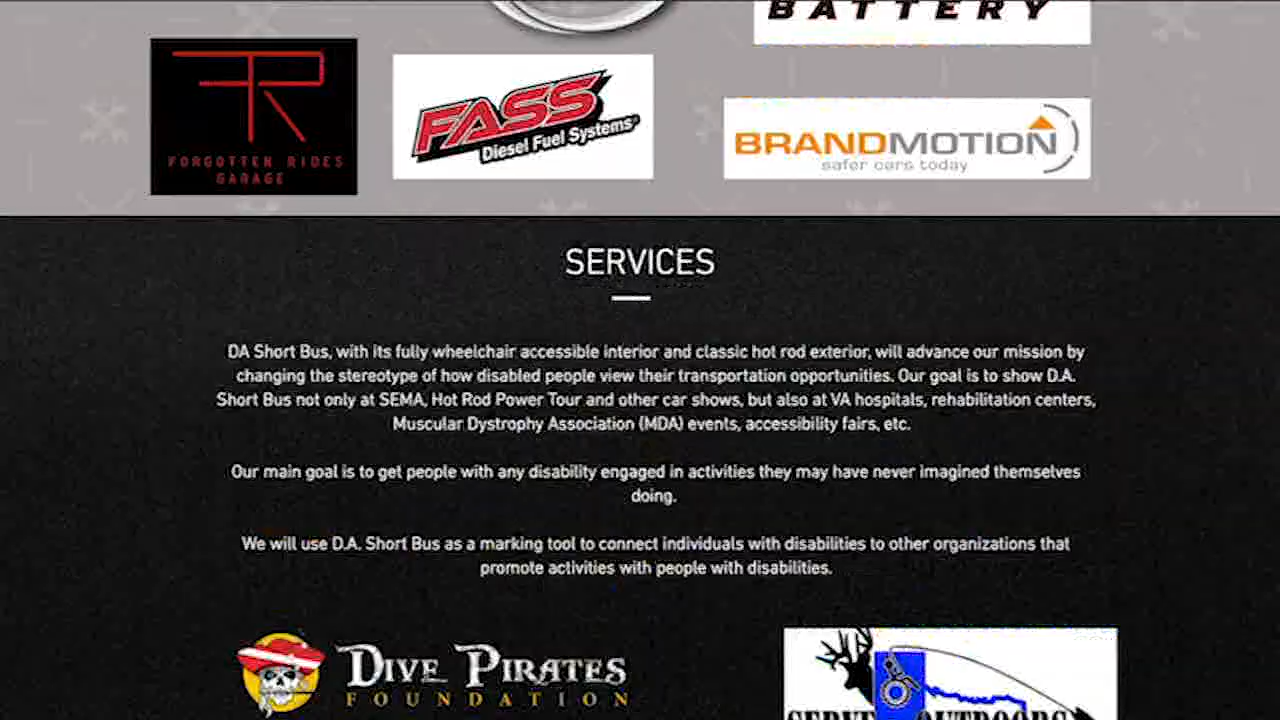 BATTERY
FORGOTTEN RIDES
GARAGE
FASS
Diesel Fuel Systems
BRANDMOTION
safer cars today
SERVICES
DA Short Bus, with its fully wheelchair accessible interior and classic hot rod exterior, will advance our mission by
changing the stereotype of how disabled people view their transportation opportunities. Our goal is to show D.A.
Short Bus not only at SEMA, Hot Rod Power Tour and other car shows, but also at VA hospitals, rehabilitation centers,
Muscular Dystrophy Association (MDA) events, accessibility fairs, etc.
Our main goal is to get people with any disability engaged in activities they may have never imagined themselves
doing.
We will use D.A. Short Bus as a marking tool to connect individuals with disabilities to other organizations that
promote activities with people with disabilities.
DIVE PIRATES
FOUNDATION
OUTDOORS